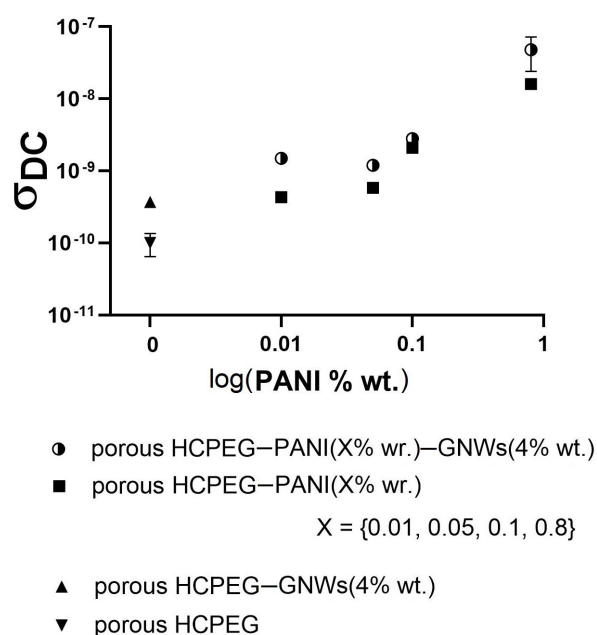 10-7
10-8
10-9
10-10
10-11
σDC
0 0.01 0.1 1
log(PANI % wt.)
porous HCPEG–PANI(X% wr.)–GNWs(4% wt.)
porous HCPEG–PANI(X% wr.)
X = {0.01, 0.05, 0.1, 0.8}
porous HCPEG–GNWs(4% wt.)
porous HCPEG